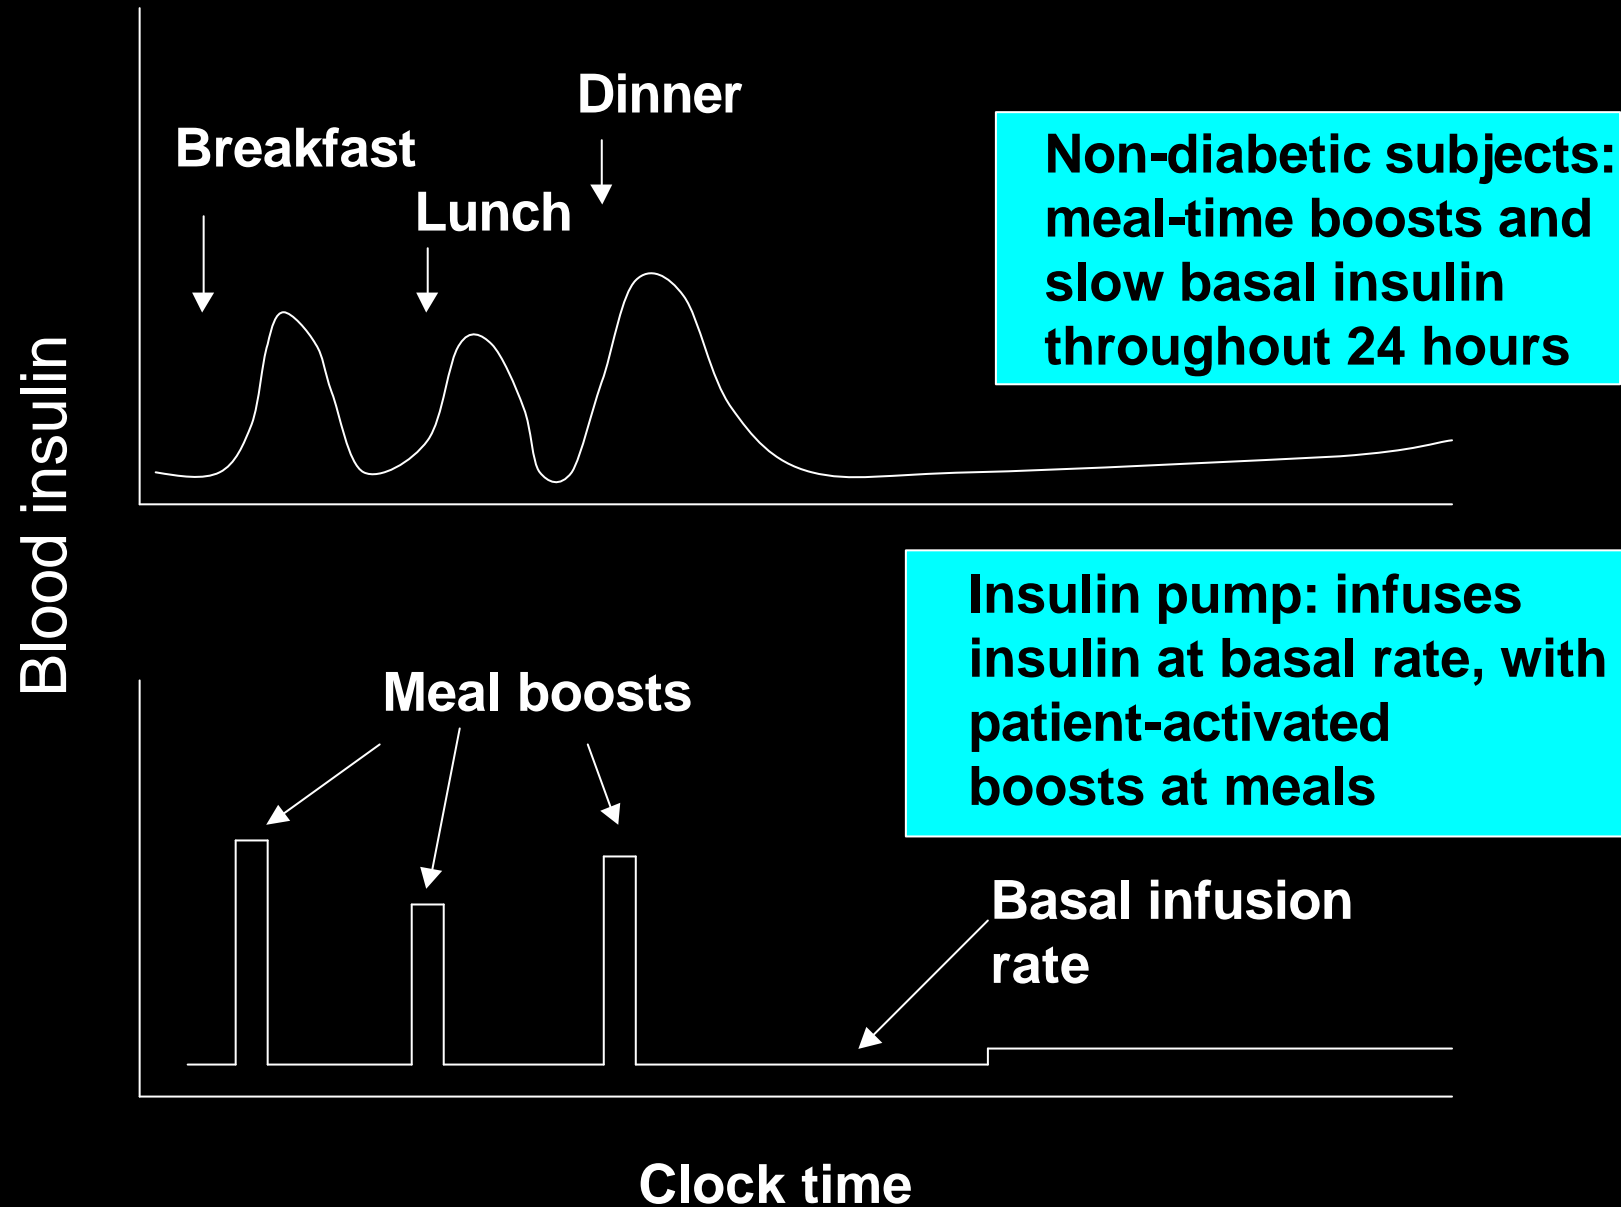 Dinner
Breakfast
Lunch
Non-diabetic subjects:
meal-time boosts and
slow basal insulin
throughout 24 hours
Blood insulin
Insulin pump: infuses
insulin at basal rate, with
patient-activated
boosts at meals
Meal boosts
Basal infusion
rate
Clock time